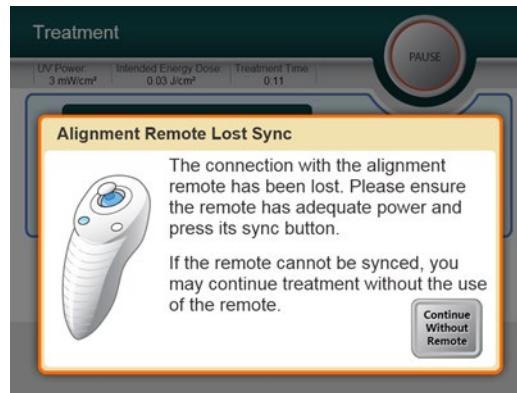 Treatment
PAUSE
UV Power: Intended Energy Dose: Treatment Time:
3 mW/cm² 0.03 J/cm² 0:11
Alignment Remote Lost Sync
The connection with the alignment
remote has been lost. Please ensure
the remote has adequate power and
press its sync button.
If the remote cannot be synced, you
may continue treatment without the use
of the remote.
Continue
Without
Remote